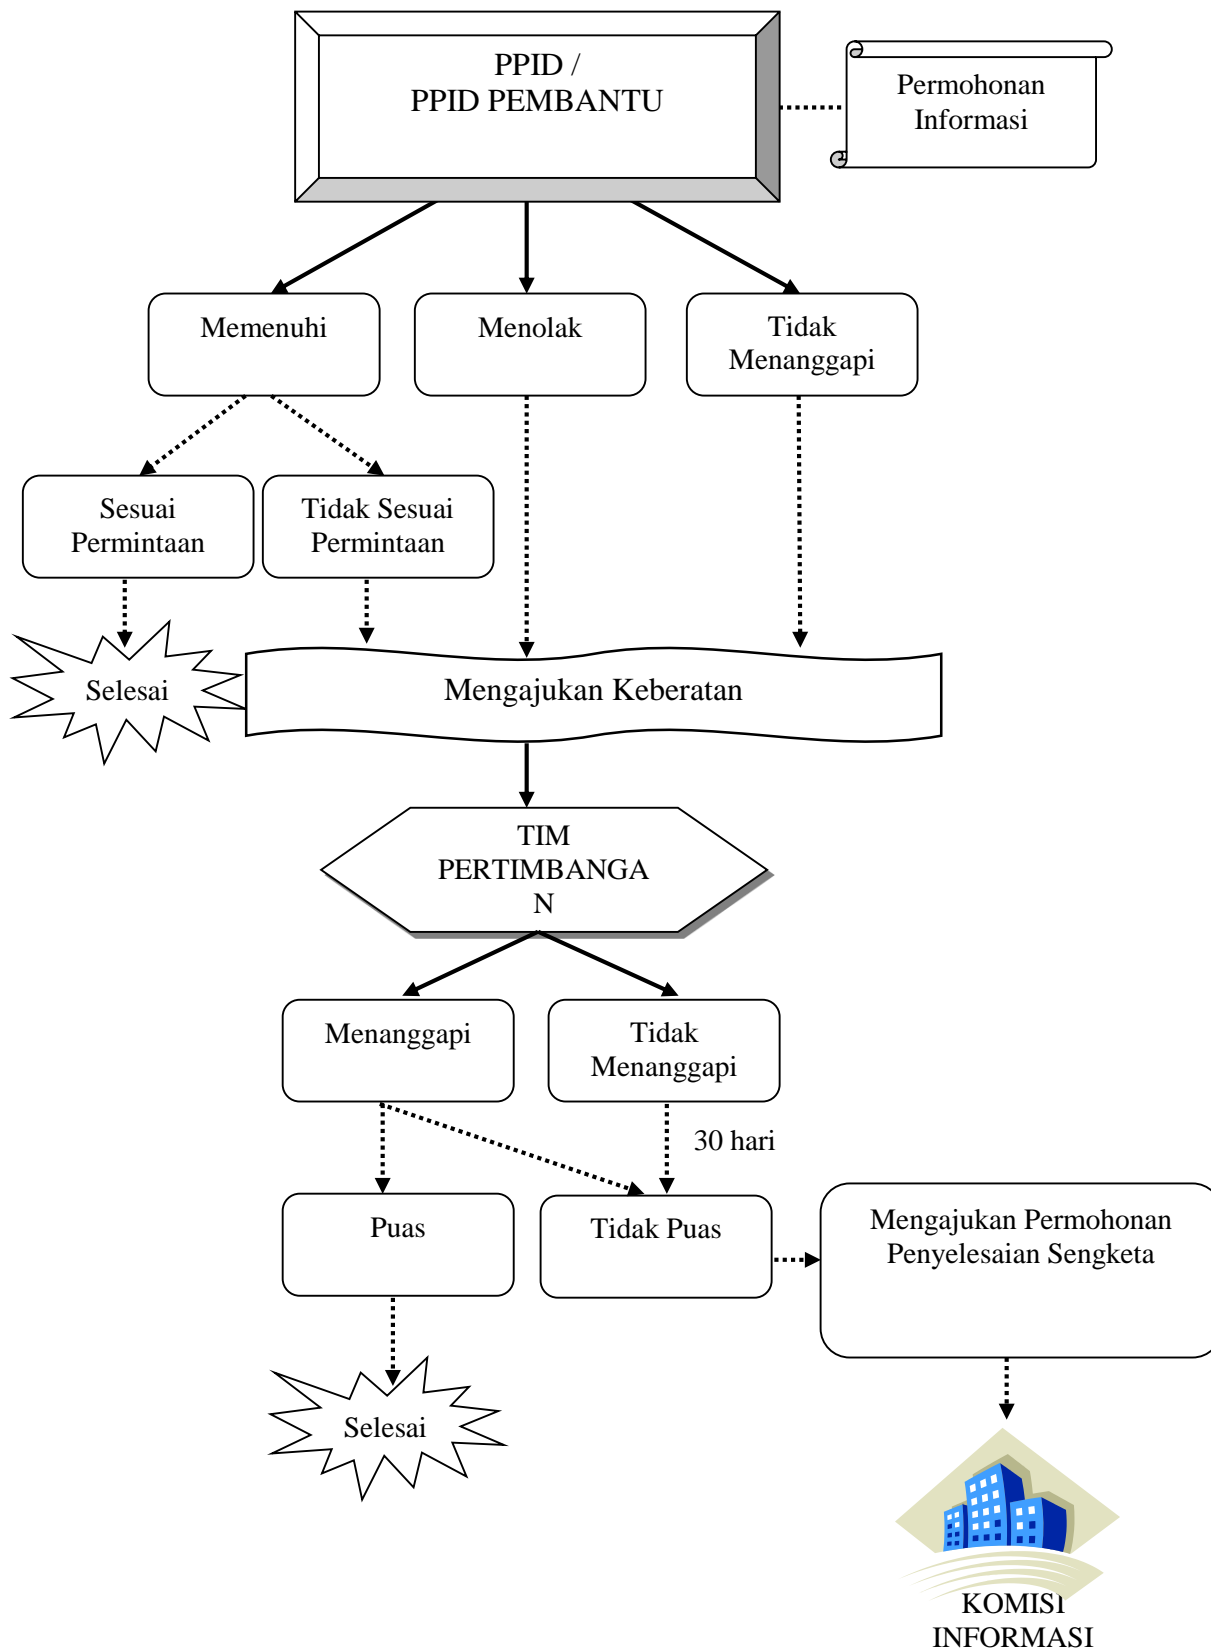 PPID /
PPID PEMBANTU
Permohonan
Informasi
Memenuhi
Menolak
Tidak
Menanggapi
Sesuai
Permintaan
Tidak Sesuai
Permintaan
Selesai
Mengajukan Keberatan
TIM
PERTIMBANGA
N
Menanggapi
Tidak
Menanggapi
30 hari
Puas
Tidak Puas
Mengajukan Permohonan
Penyelesaian Sengketa
Selesai
KOMISI
INFORMASI